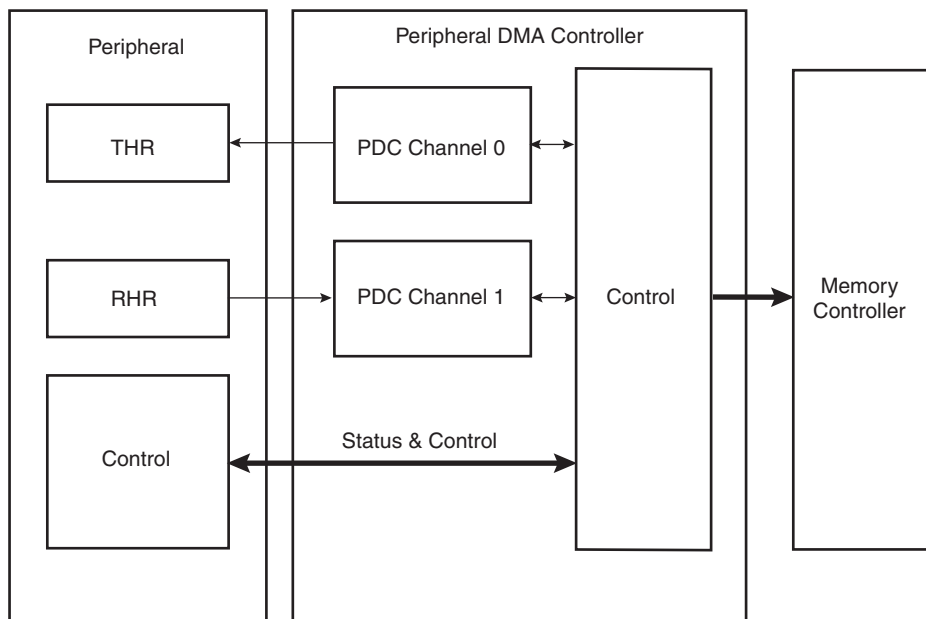 Peripheral
Peripheral DMA Controller
THR
PDC Channel 0
RHR
PDC Channel 1
Control
Memory
Controller
Control
Status & Control